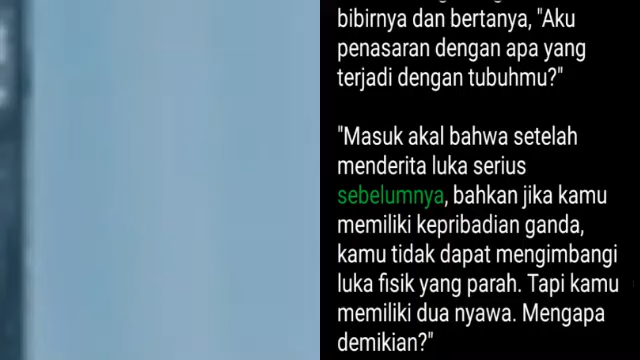 bibirnya dan bertanya, "Aku
penasaran dengan apa yang
terjadi dengan tubuhmu?"
"Masuk akal bahwa setelah
menderita luka serius
sebelumnya, bahkan jika kamu
memiliki kepribadian ganda,
kamu tidak dapat mengimbangi
luka fisik yang parah. Tapi kamu
memiliki dua nyawa. Mengapa
demikian?"